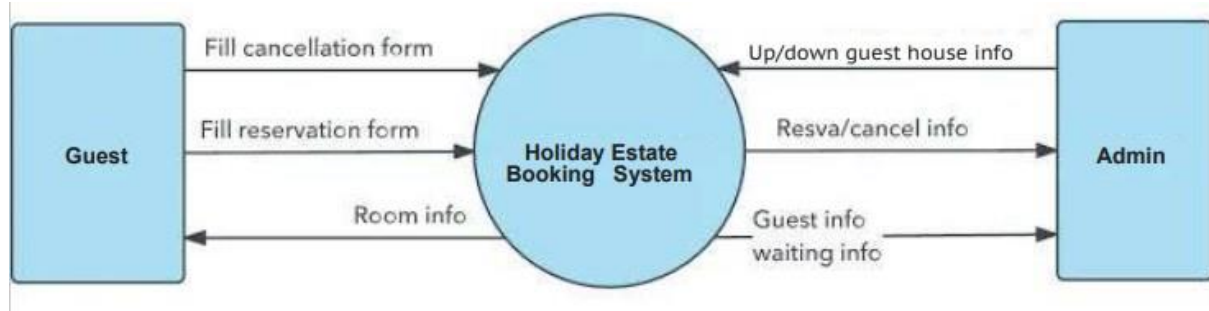 Fill cancellation form
Up/down guest house info
Fill reservation form
Resva/cancel info
Guest
Holiday Estate
Booking System
Admin
Room info
Guest info
waiting info